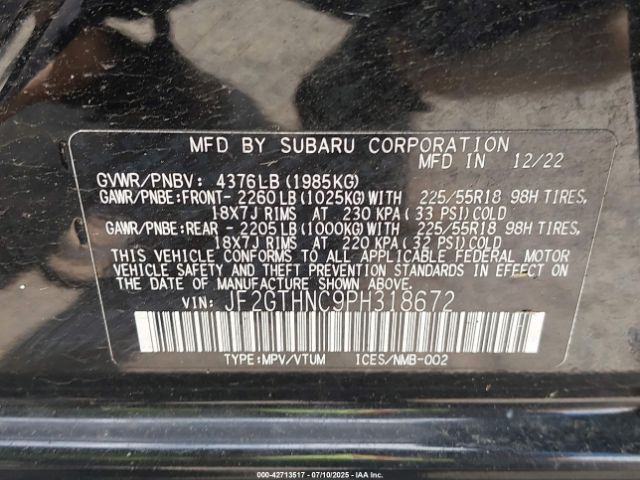 MFD BY SUBARU CORPORATION
MFD IN 12/22
GVWR/PNBV: 4376LB(1985KG)
GAWR/PNBE:FRONT- 2260LB(1025KG)WITH 225/55R18 98H TIRES,
18X7J RIMS AT 230 KPA(33 PSI)COLD
GAWR/PNBE:REAR - 2205LB(1000KG)WITH 225/55R18 98H TIRES,
18X7J RIMS AT 220 KPA(32 PSI)COLD
THIS VEHICLE CONFORMS TO ALL APPLICABLE FEDERAL MOTOR
VEHICLE SAFETY AND THEFT PREVENTION STANDARDS IN EFFECT ON
THE DATE OF MANUFACTURE SHOWN ABOVE.
VIN: JF2GTHNC9PH318672
TYPE:MPV/VTUM ICES/NMB-002
000-42713517 - 07/10/2025 - IAA Inc.